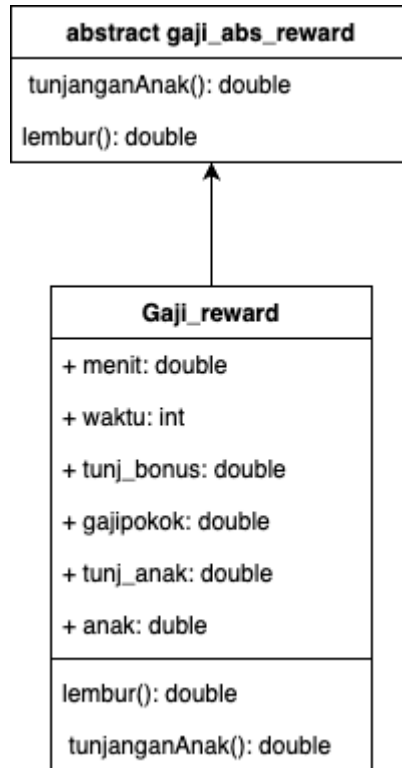 abstract gaji_abs_reward
tunjanganAnak(): double
lembur(): double
Gaji_reward
+ menit: double
+ waktu: int
+ tunj_bonus: double
+ gajipokok: double
+ tunj_anak: double
+ anak: duble
lembur(): double
tunjanganAnak(): double